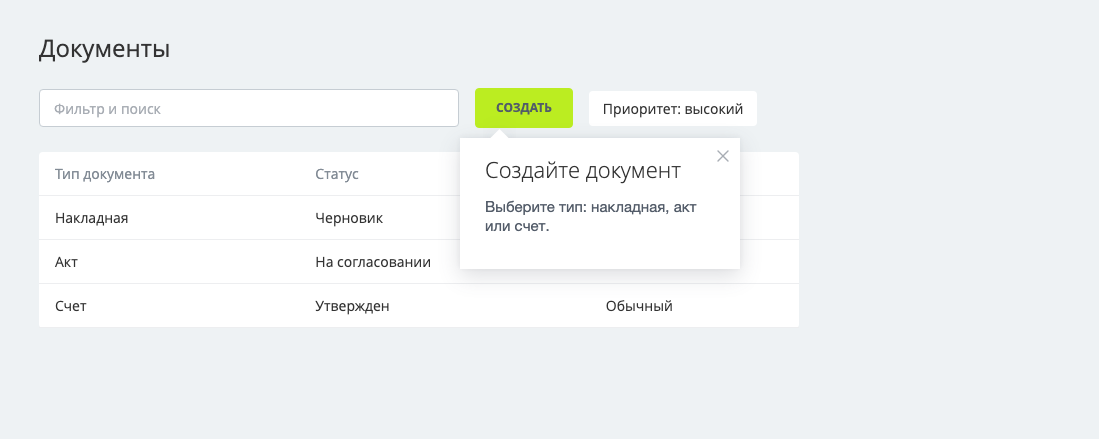 Документы
Фильтр и поиск
СОЗДАТЬ
Приоритет: высокий
Тип документа
Статус
Создайте документ
Выберите тип: накладная, акт
или счет.
Накладная
Черновик
Акт
На согласовании
Счет
Утвержден
Обычный